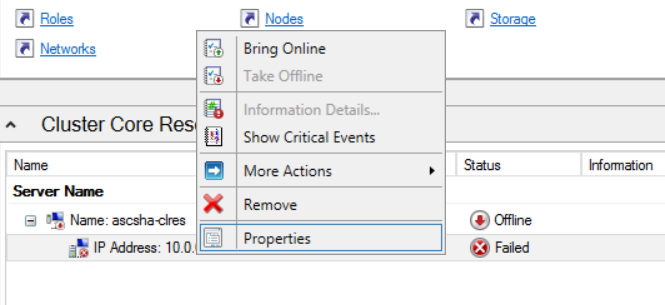 Roles
Nodes
Storage
Networks
Bring Online
Take Offline
Information Details...
Cluster Core
Show Critical Events
Name
More Actions
Status
Information
Server Name
Remove
Name: ascsha-clres
Offline
IP Address: 10.0.
Properties
Failed